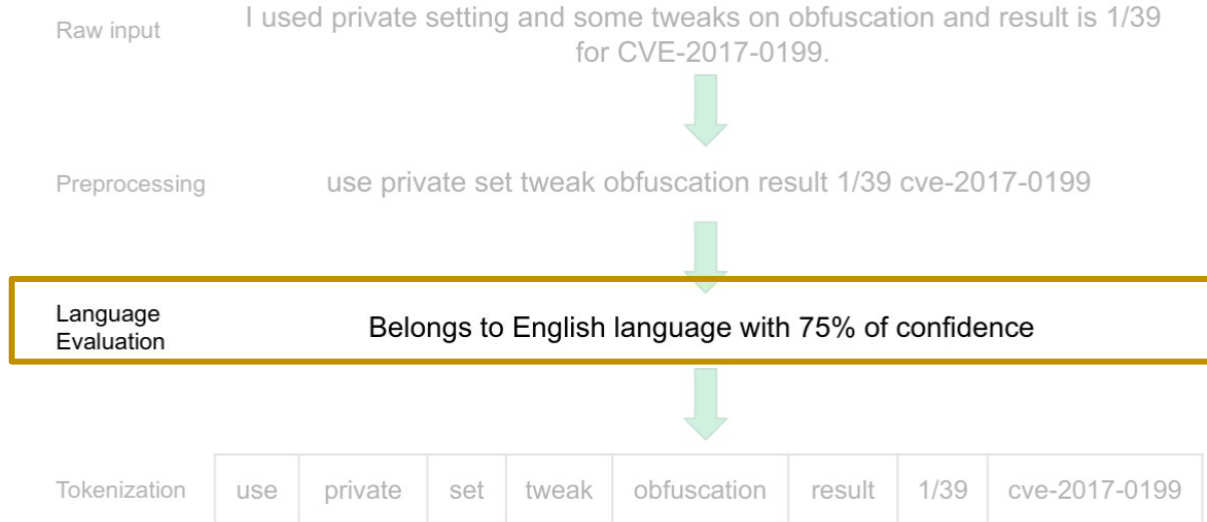 Raw input
I used private setting and some tweaks on obfuscation and result is 1/39
for CVE-2017-0199.
Preprocessing
use private set tweak obfuscation result 1/39 cve-2017-0199
Language
Evaluation
Belongs to English language with 75% of confidence
Tokenization use private set tweak obfuscation result 1/39 cve-2017-0199